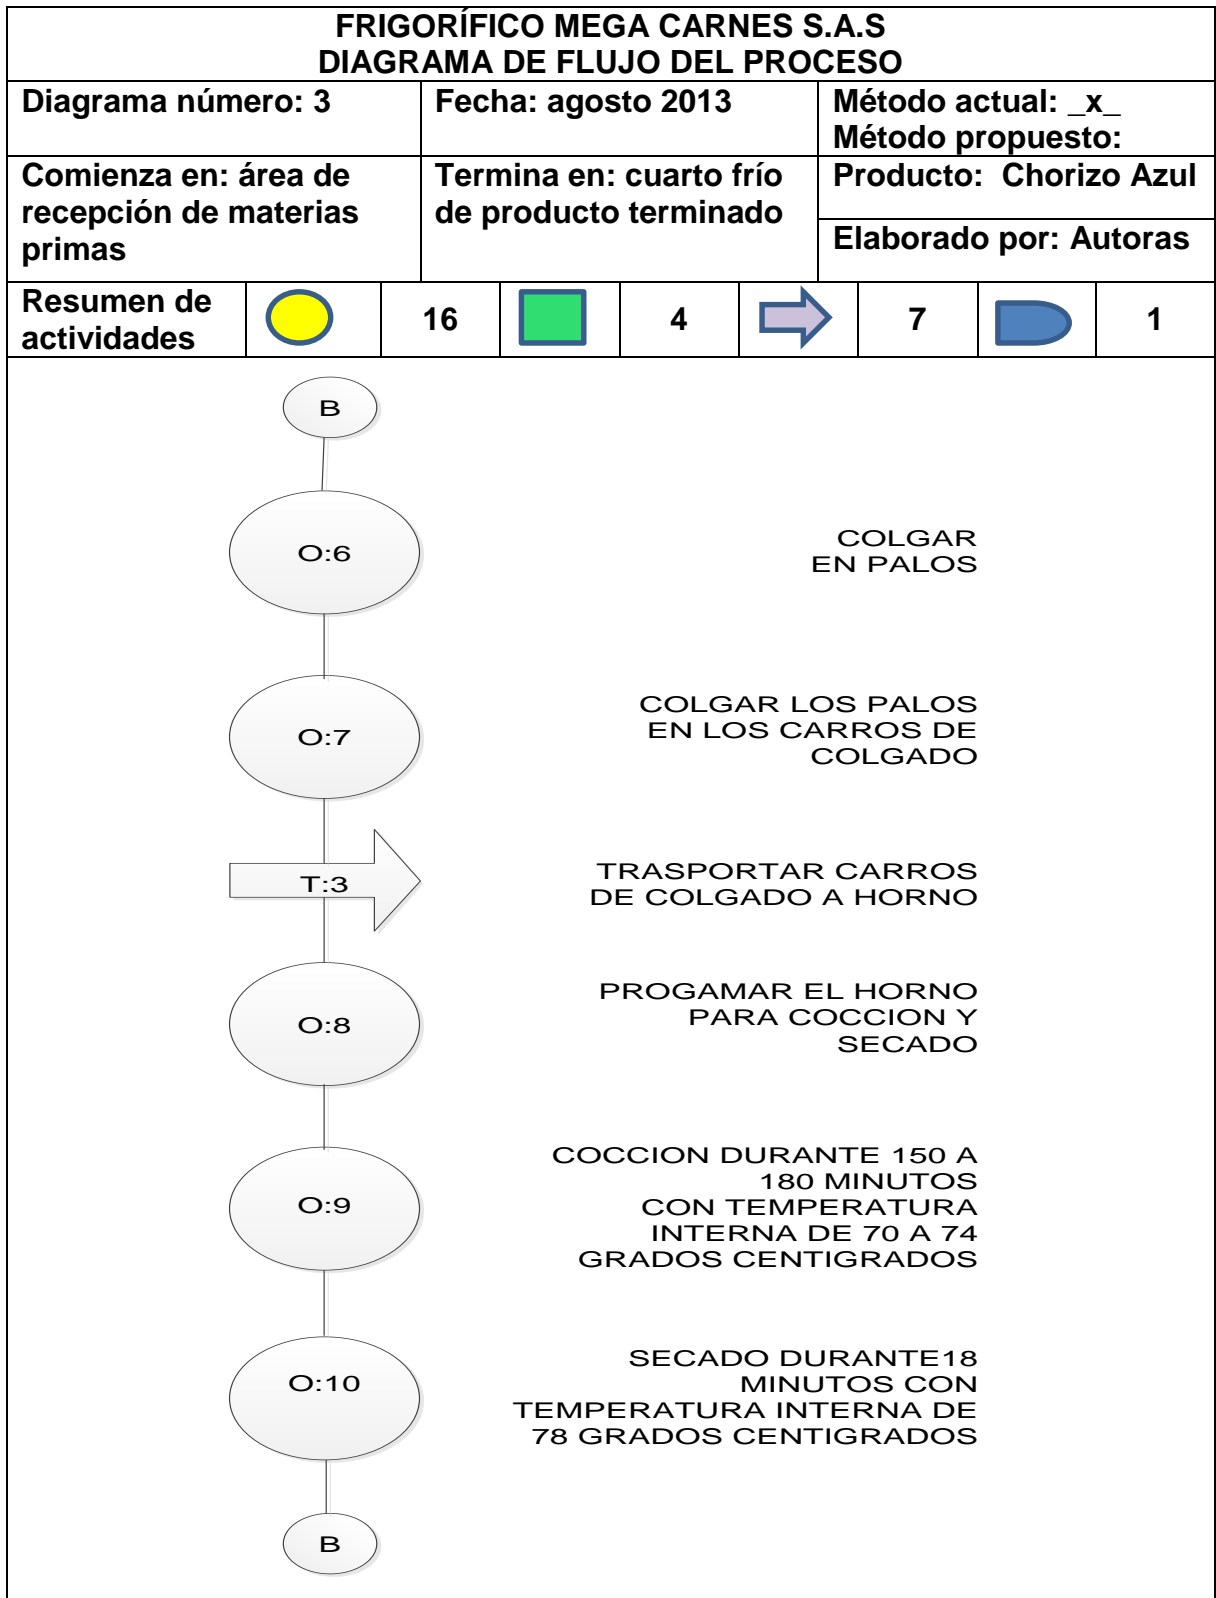 FRIGORÍFICO MEGA CARNES S.A.S
DIAGRAMA DE FLUJO DEL PROCESO
Diagrama número: 3
Fecha: agosto 2013
Método actual: _x_
Método propuesto:
Comienza en: área de
recepción de materias
primas
Termina en: cuarto frío
de producto terminado
Producto: Chorizo Azul
Elaborado por: Autoras
Resumen de
actividades
16
4
7
1
B
O:6
COLGAR
EN PALOS
O:7
COLGAR LOS PALOS
EN LOS CARROS DE
COLGADO
T:3
TRASPORTAR CARROS
DE COLGADO A HORNO
O:8
PROGAMAR EL HORNO
PARA COCCION Y
SECADO
O:9
COCCION DURANTE 150 A
180 MINUTOS
CON TEMPERATURA
INTERNA DE 70 A 74
GRADOS CENTIGRADOS
O:10
SECADO DURANTE18
MINUTOS CON
TEMPERATURA INTERNA DE
78 GRADOS CENTIGRADOS
B